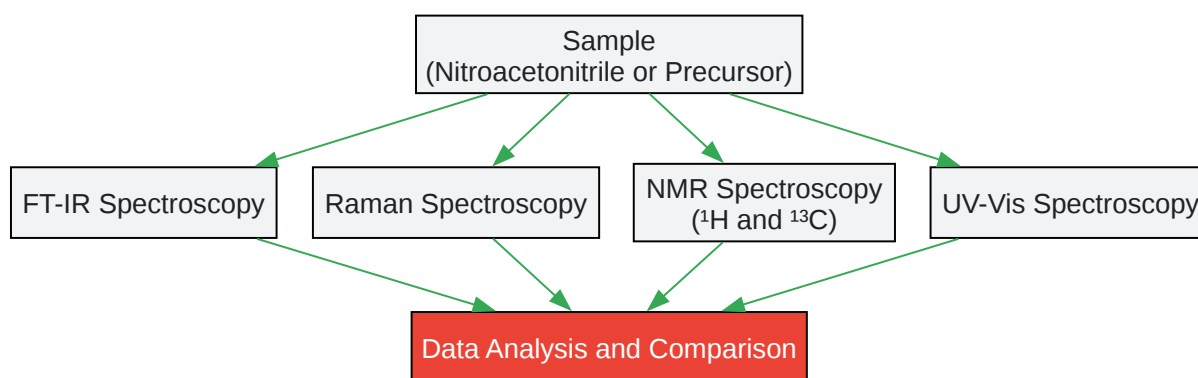 Sample
(Nitroacetonitrile or Precursor)
FT-IR Spectroscopy
Raman Spectroscopy
NMR Spectroscopy
(¹H and ¹³C)
UV-Vis Spectroscopy
Data Analysis and Comparison